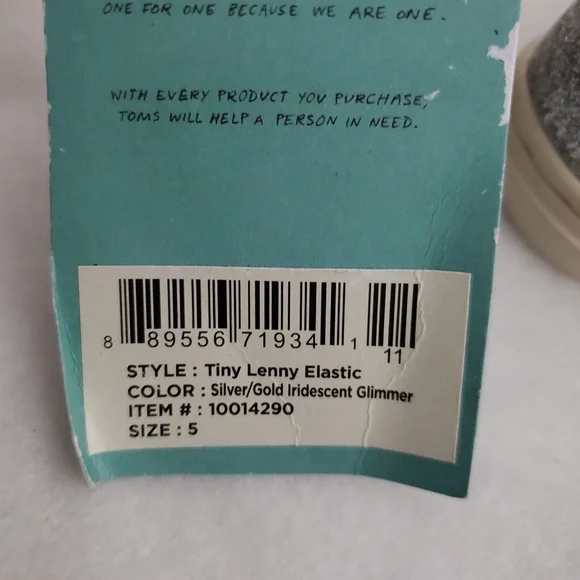 ONE FOR ONE BECAUSE WE ARE ONE.
WITH EVERY PRODUCT YOU PURCHASE,
TOMS WILL HELP A PERSON IN NEED.
8 89556 71934 1 11
STYLE : Tiny Lenny Elastic
COLOR : Silver/Gold Iridescent Glimmer
ITEM # : 10014290
SIZE : 5